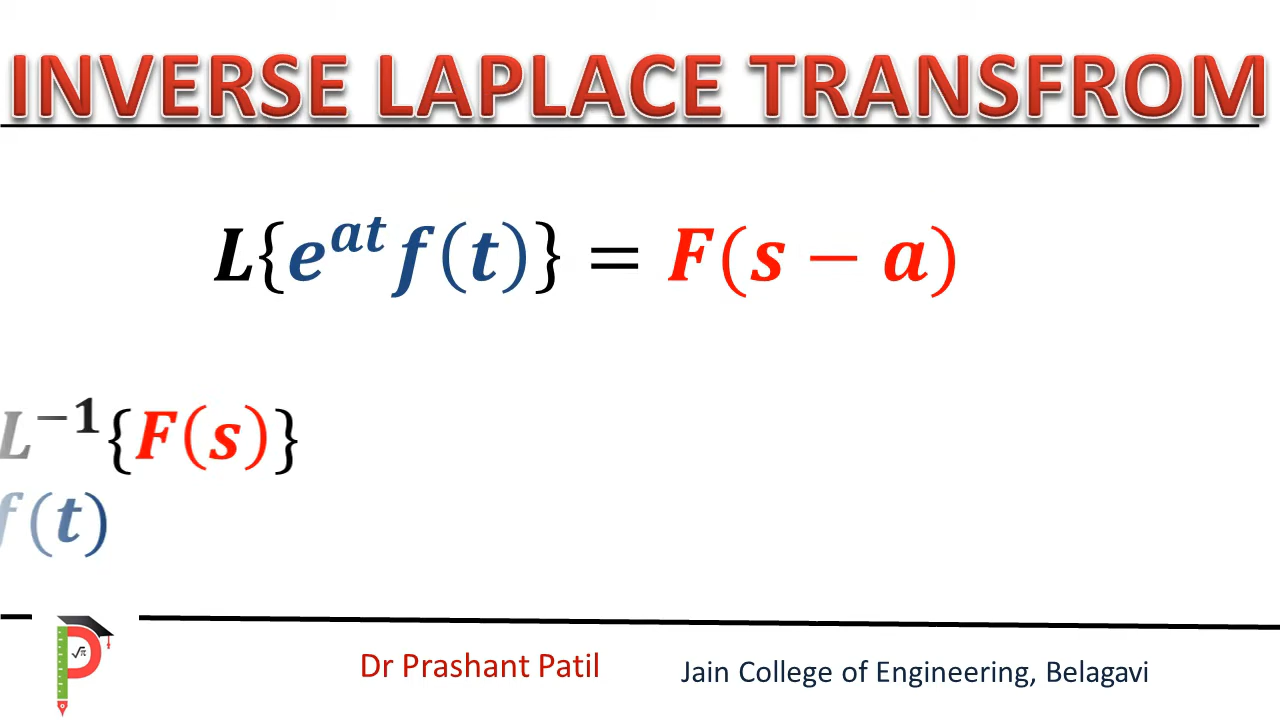 INVERSE LAPLACE TRANSFROM
L{e^{at} f(t)} = F(s − a)
L^{−1}{F(s)}
f(t)
√π
Dr Prashant Patil
Jain College of Engineering, Belagavi